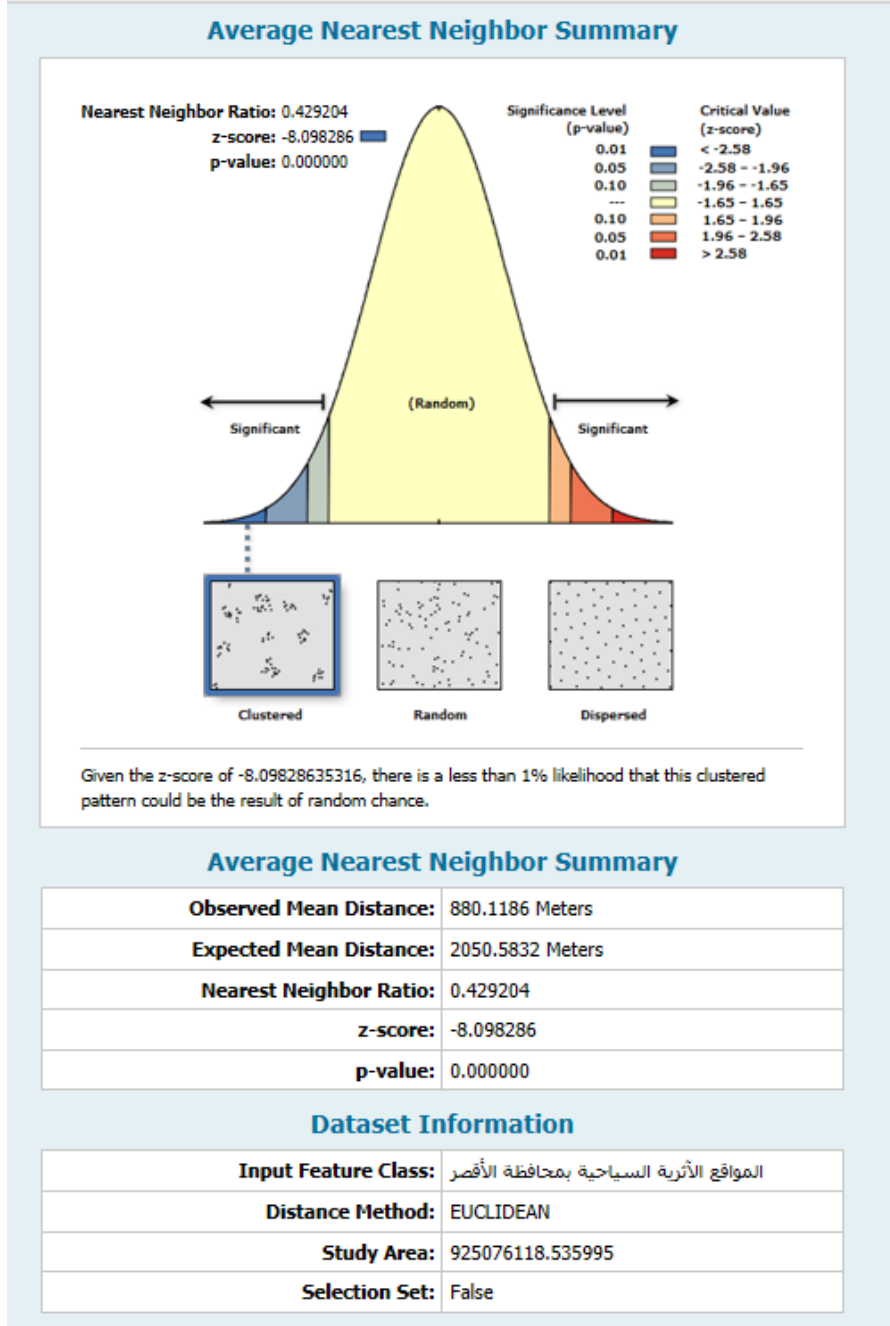 Average Nearest Neighbor Summary
Nearest Neighbor Ratio: 0.429204
z-score: -8.098286
p-value: 0.000000
Significance Level (p-value)
Critical Value (z-score)
0.01 < -2.58
0.05 -2.58 – -1.96
0.10 -1.96 – -1.65
--- -1.65 – 1.65
0.10 1.65 – 1.96
0.05 1.96 – 2.58
0.01 > 2.58
(Random)
Significant
Significant
Clustered
Random
Dispersed
Given the z-score of -8.09828635316, there is a less than 1% likelihood that this clustered
pattern could be the result of random chance.
Average Nearest Neighbor Summary
Observed Mean Distance: 880.1186 Meters
Expected Mean Distance: 2050.5832 Meters
Nearest Neighbor Ratio: 0.429204
z-score: -8.098286
p-value: 0.000000
Dataset Information
Input Feature Class: المواقع الأثرية السياحية بمحافظة الأقصر
Distance Method: EUCLIDEAN
Study Area: 925076118.535995
Selection Set: False